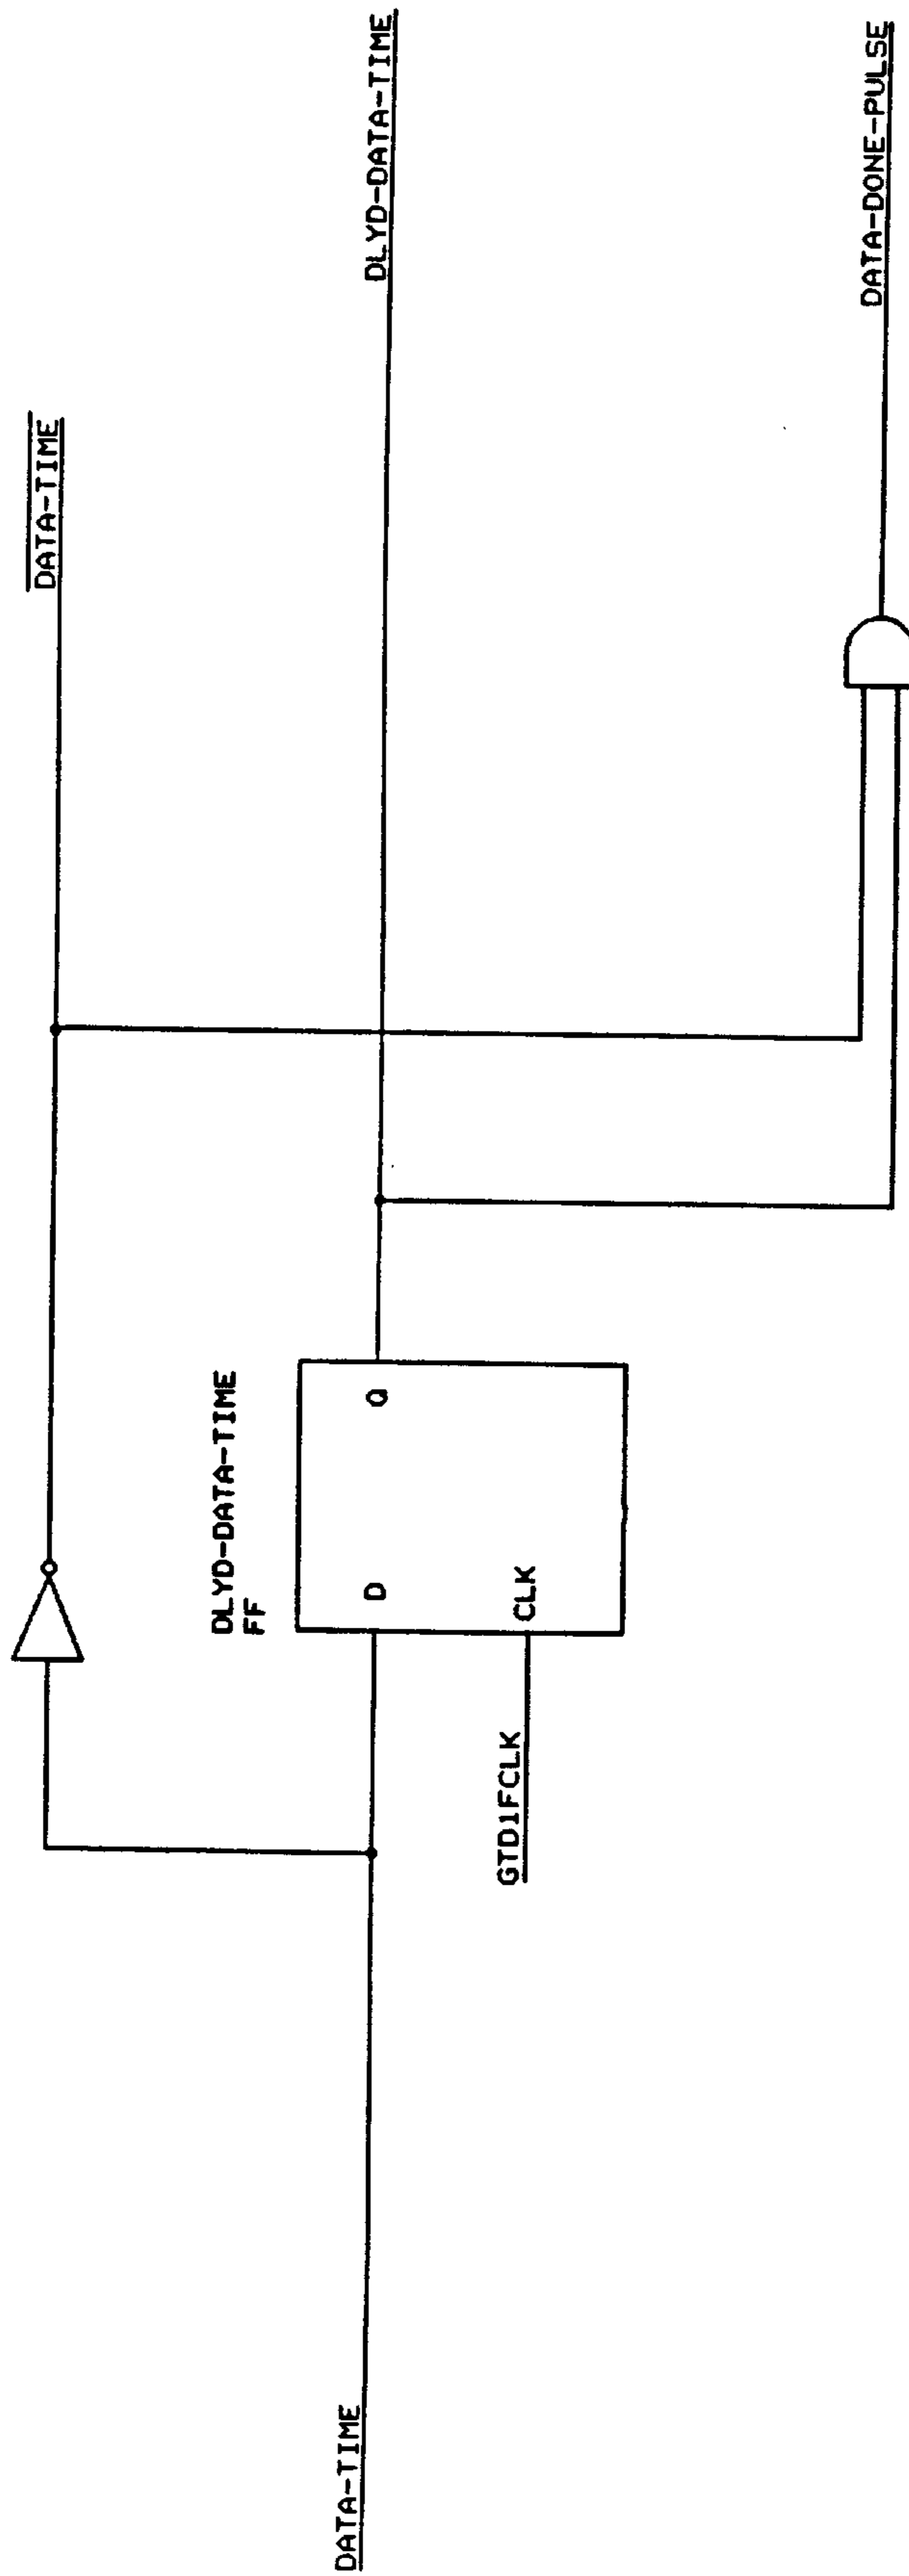 DATA-TIME
DLYD-DATA-TIME
FF
D
Q
CLK
GTD1FCLK
DATA-TIME
DLYD-DATA-TIME
DATA-DONE-PULSE